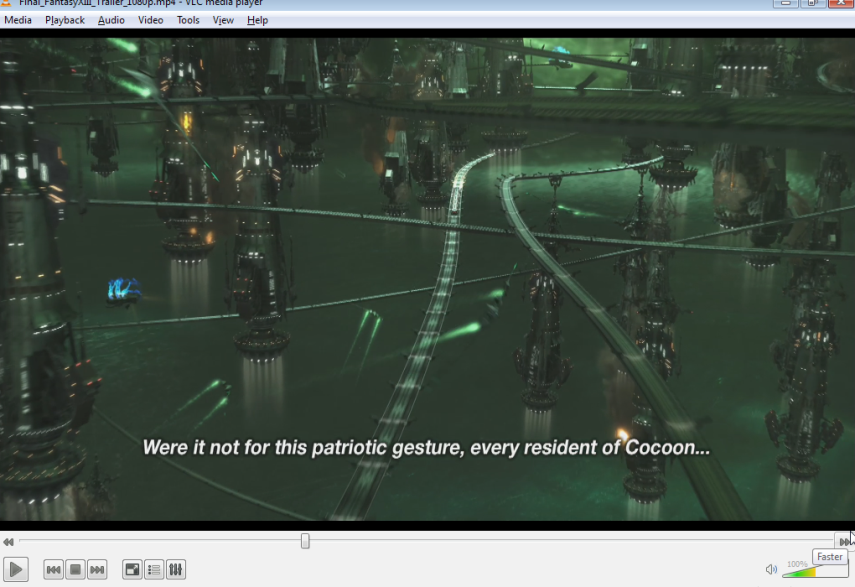 Final_FantasyXIII_Trailer_1080p.mp4 - VLC media player
Media Playback Audio Video Tools View Help
Were it not for this patriotic gesture, every resident of Cocoon...
Faster
100%